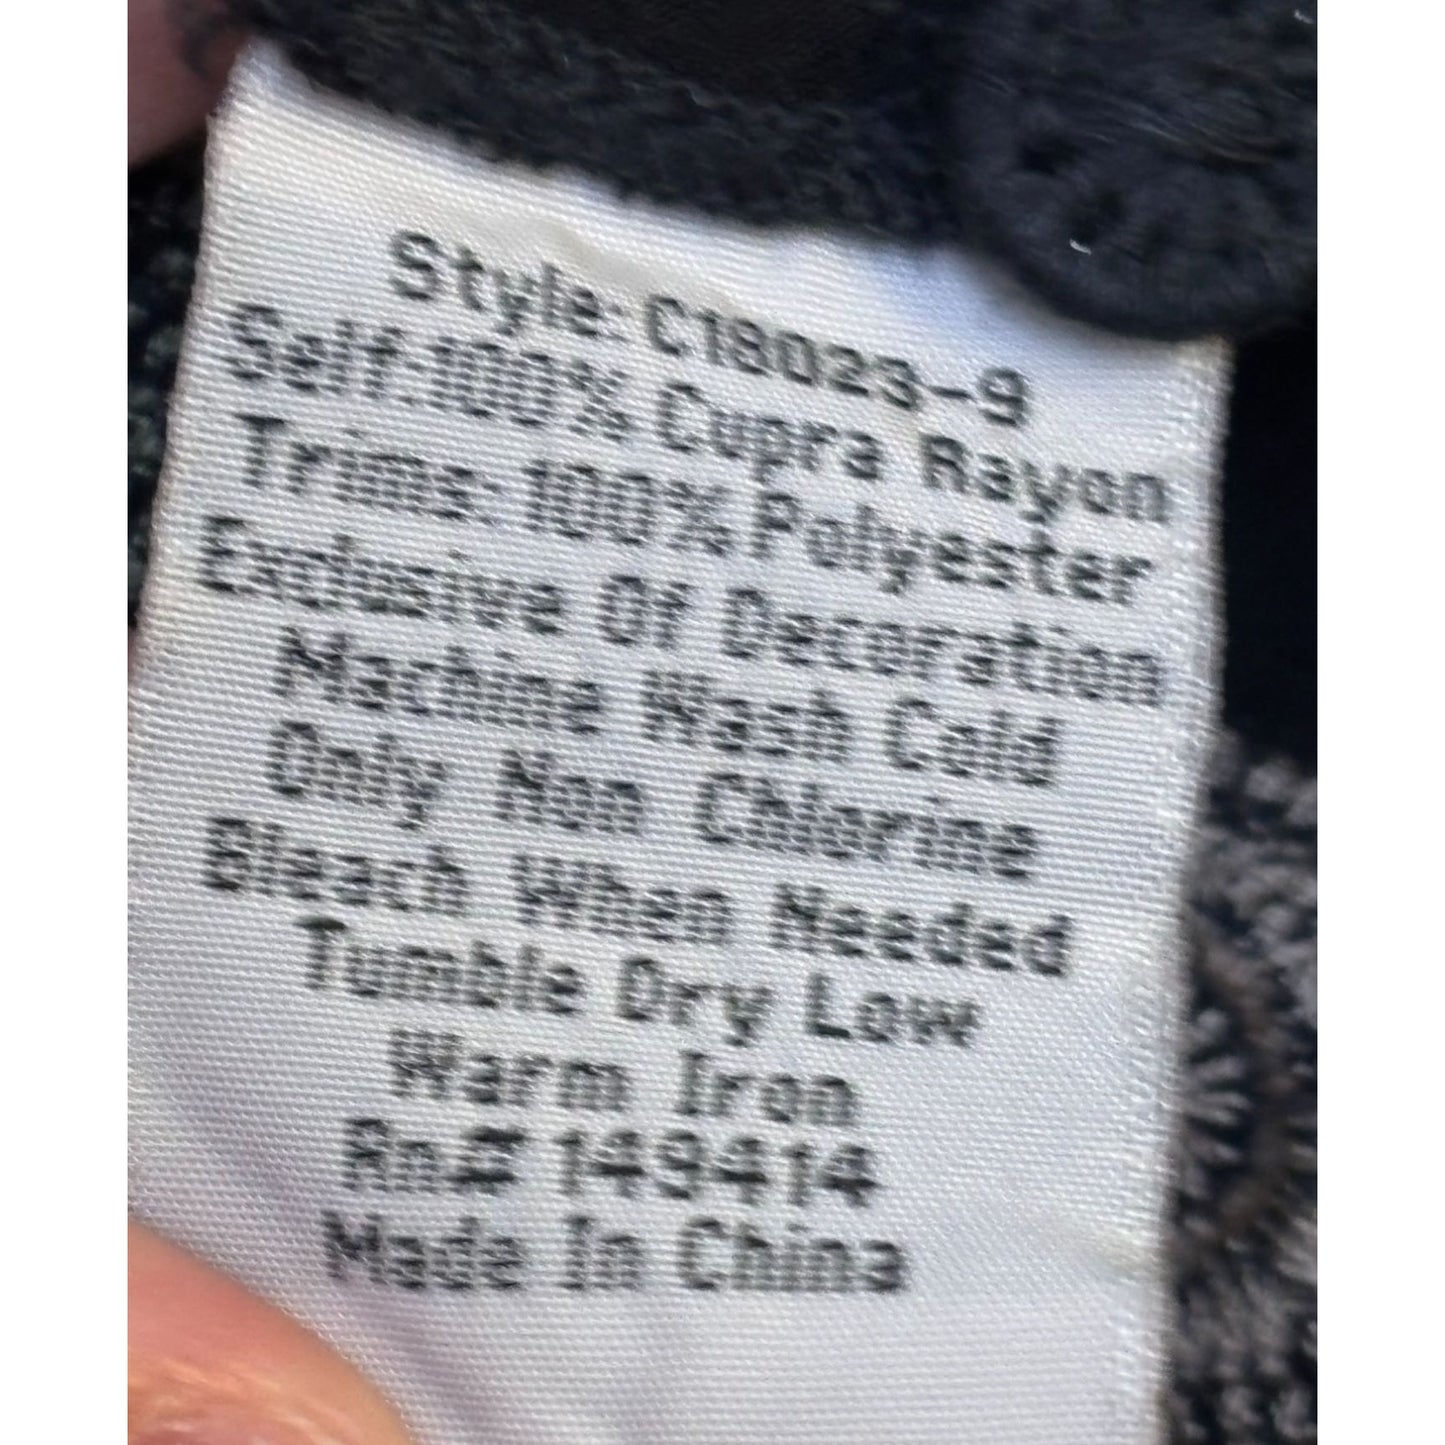 Style: C18023-9
Self:100% Cupra Rayon
Trims: 100% Polyester
Exclusive Of Decoration
Machine Wash Cold
Only Non Chlorine
Bleach When Needed
Tumble Dry Low
Warm Iron
Rn# 149414
Made In China